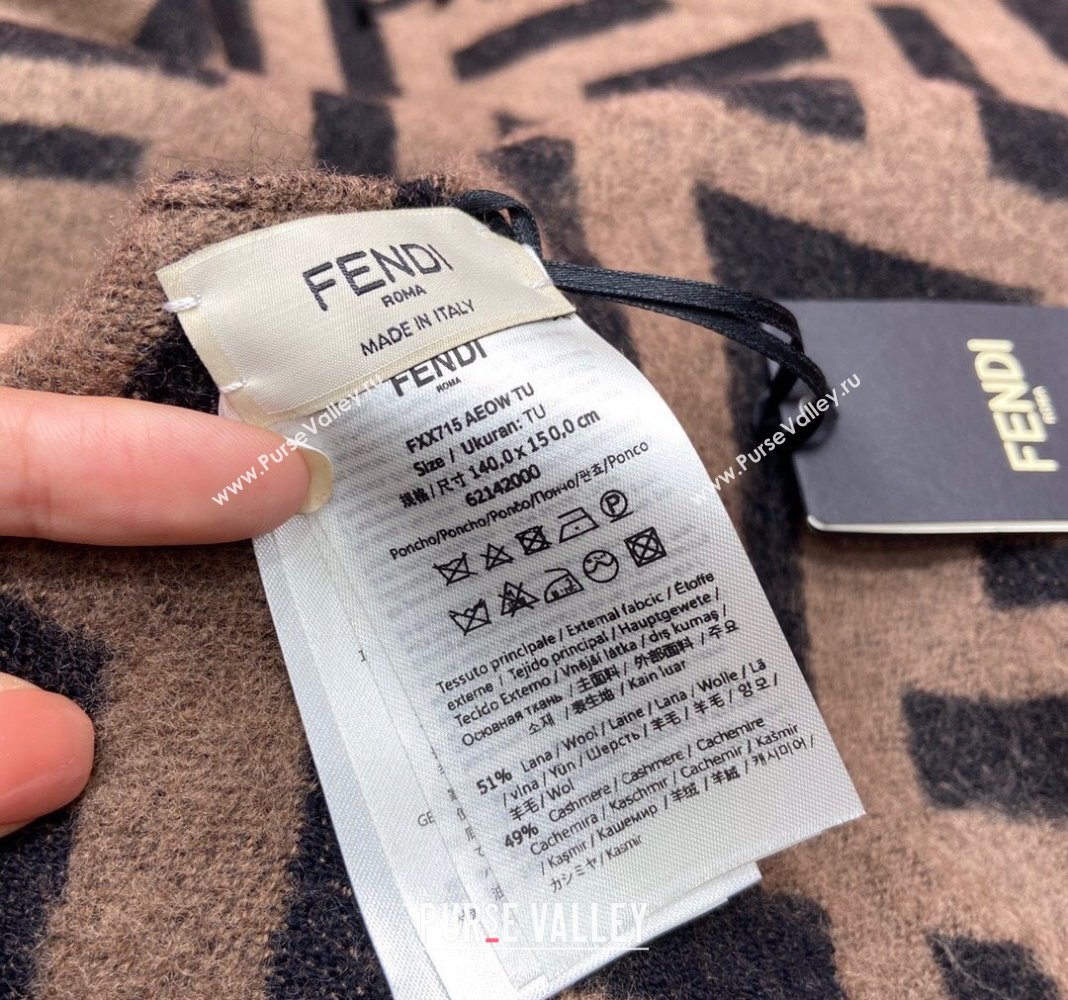 FENDI
ROMA
MADE IN ITALY
FENDI
ROMA
FXX715 AEOW TU
Size / Ukuran: TU
规格 / 尺寸 140.0 x 150.0 cm
62142000
Poncho/Poncho/Poncho/Пончо/판초/Ponco
Tessuto principale / External fabcic / Étoffe
externe / Tejido principal / Hauptgewete /
Tecido Externo / Vnější látka / dış kumaş /
Основная ткань / 主面料 / 外部面料 / 주요
소재 / 表生地 / Kain luar
51% Lana / Wool / Laine / Lana / Wolle / Lã
/ vlna / Yün / Шерсть / 羊毛 / 羊毛 / 양모 /
羊毛 / Wol
49% Cashmere / Cashmere / Cachemire
Cachemira / Kaschmir / Cachemir / Kašmír
/ Kaşmir / Кашемир / 羊绒 / 羊絨 / 캐시미어 /
カシミヤ / Kasmir
GE
FENDI
ROMA
www.PurseValley.ru
www.PurseValley.ru
PURSE VALLEY